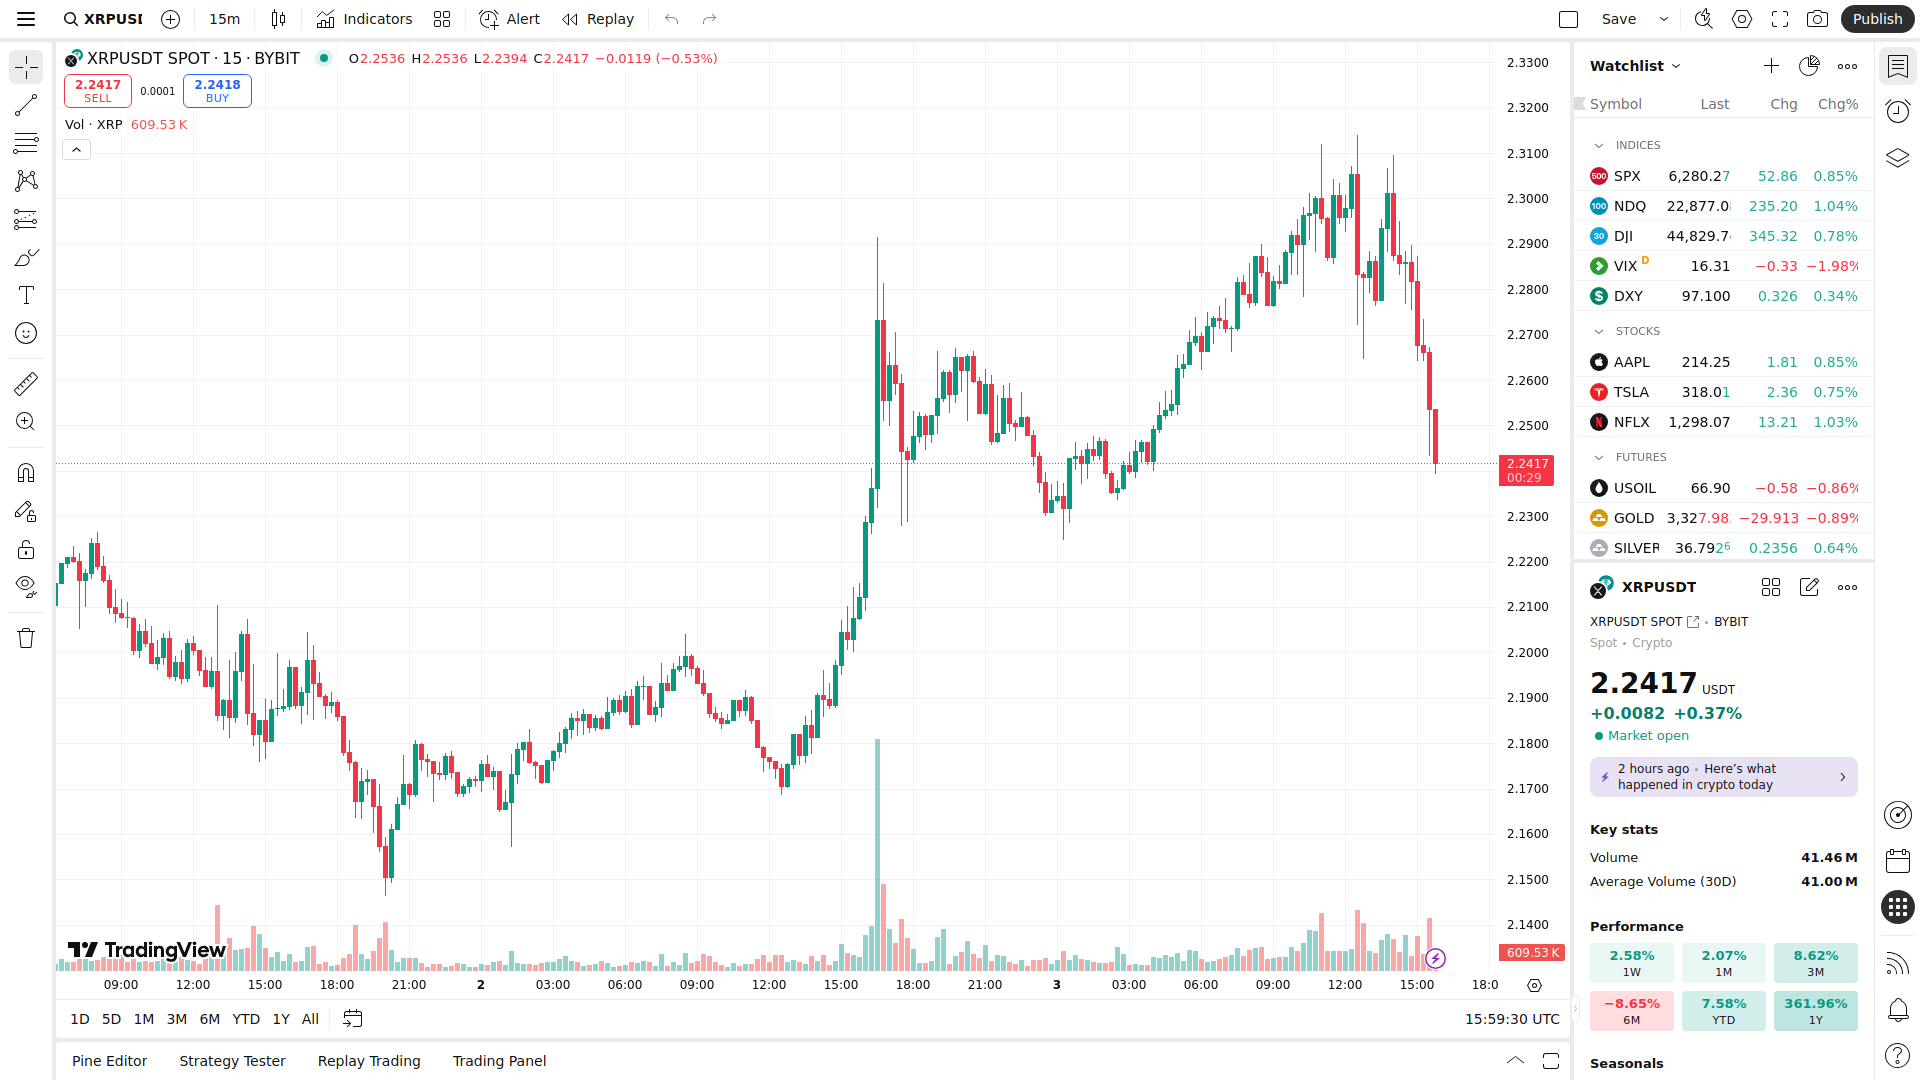 XRPUSI
15m
Indicators
Alert
Replay
Save
Publish
XRPUSDT SPOT · 15 · BYBIT
O2.2536 H2.2536 L2.2394 C2.2417 −0.0119 (−0.53%)
2.2417
SELL
0.0001
2.2418
BUY
Vol · XRP 609.53 K
2.3300
2.3200
2.3100
2.3000
2.2900
2.2800
2.2700
2.2600
2.2500
2.2417
00:29
2.2300
2.2200
2.2100
2.2000
2.1900
2.1800
2.1700
2.1600
2.1500
2.1400
609.53 K
TradingView
09:00 12:00 15:00 18:00 21:00 2 03:00 06:00 09:00 12:00 15:00 18:00 21:00 3 03:00 06:00 09:00 12:00 15:00 18:0
1D 5D 1M 3M 6M YTD 1Y All
15:59:30 UTC
Pine Editor Strategy Tester Replay Trading Trading Panel
Watchlist
Symbol Last Chg Chg%
INDICES
500 SPX 6,280.27 52.86 0.85%
100 NDQ 22,877.0 235.20 1.04%
30 DJI 44,829.7 345.32 0.78%
VIX D 16.31 −0.33 −1.98%
$ DXY 97.100 0.326 0.34%
STOCKS
AAPL 214.25 1.81 0.85%
TSLA 318.01 2.36 0.75%
N NFLX 1,298.07 13.21 1.03%
FUTURES
USOIL 66.90 −0.58 −0.86%
GOLD 3,327.98 −29.913 −0.89%
SILVER 36.7926 0.2356 0.64%
XRPUSDT
XRPUSDT SPOT • BYBIT
Spot • Crypto
2.2417 USDT
+0.0082 +0.37%
Market open
2 hours ago • Here’s what
happened in crypto today
Key stats
Volume 41.46 M
Average Volume (30D) 41.00 M
Performance
2.58% 2.07% 8.62%
1W 1M 3M
−8.65% 7.58% 361.96%
6M YTD 1Y
Seasonals